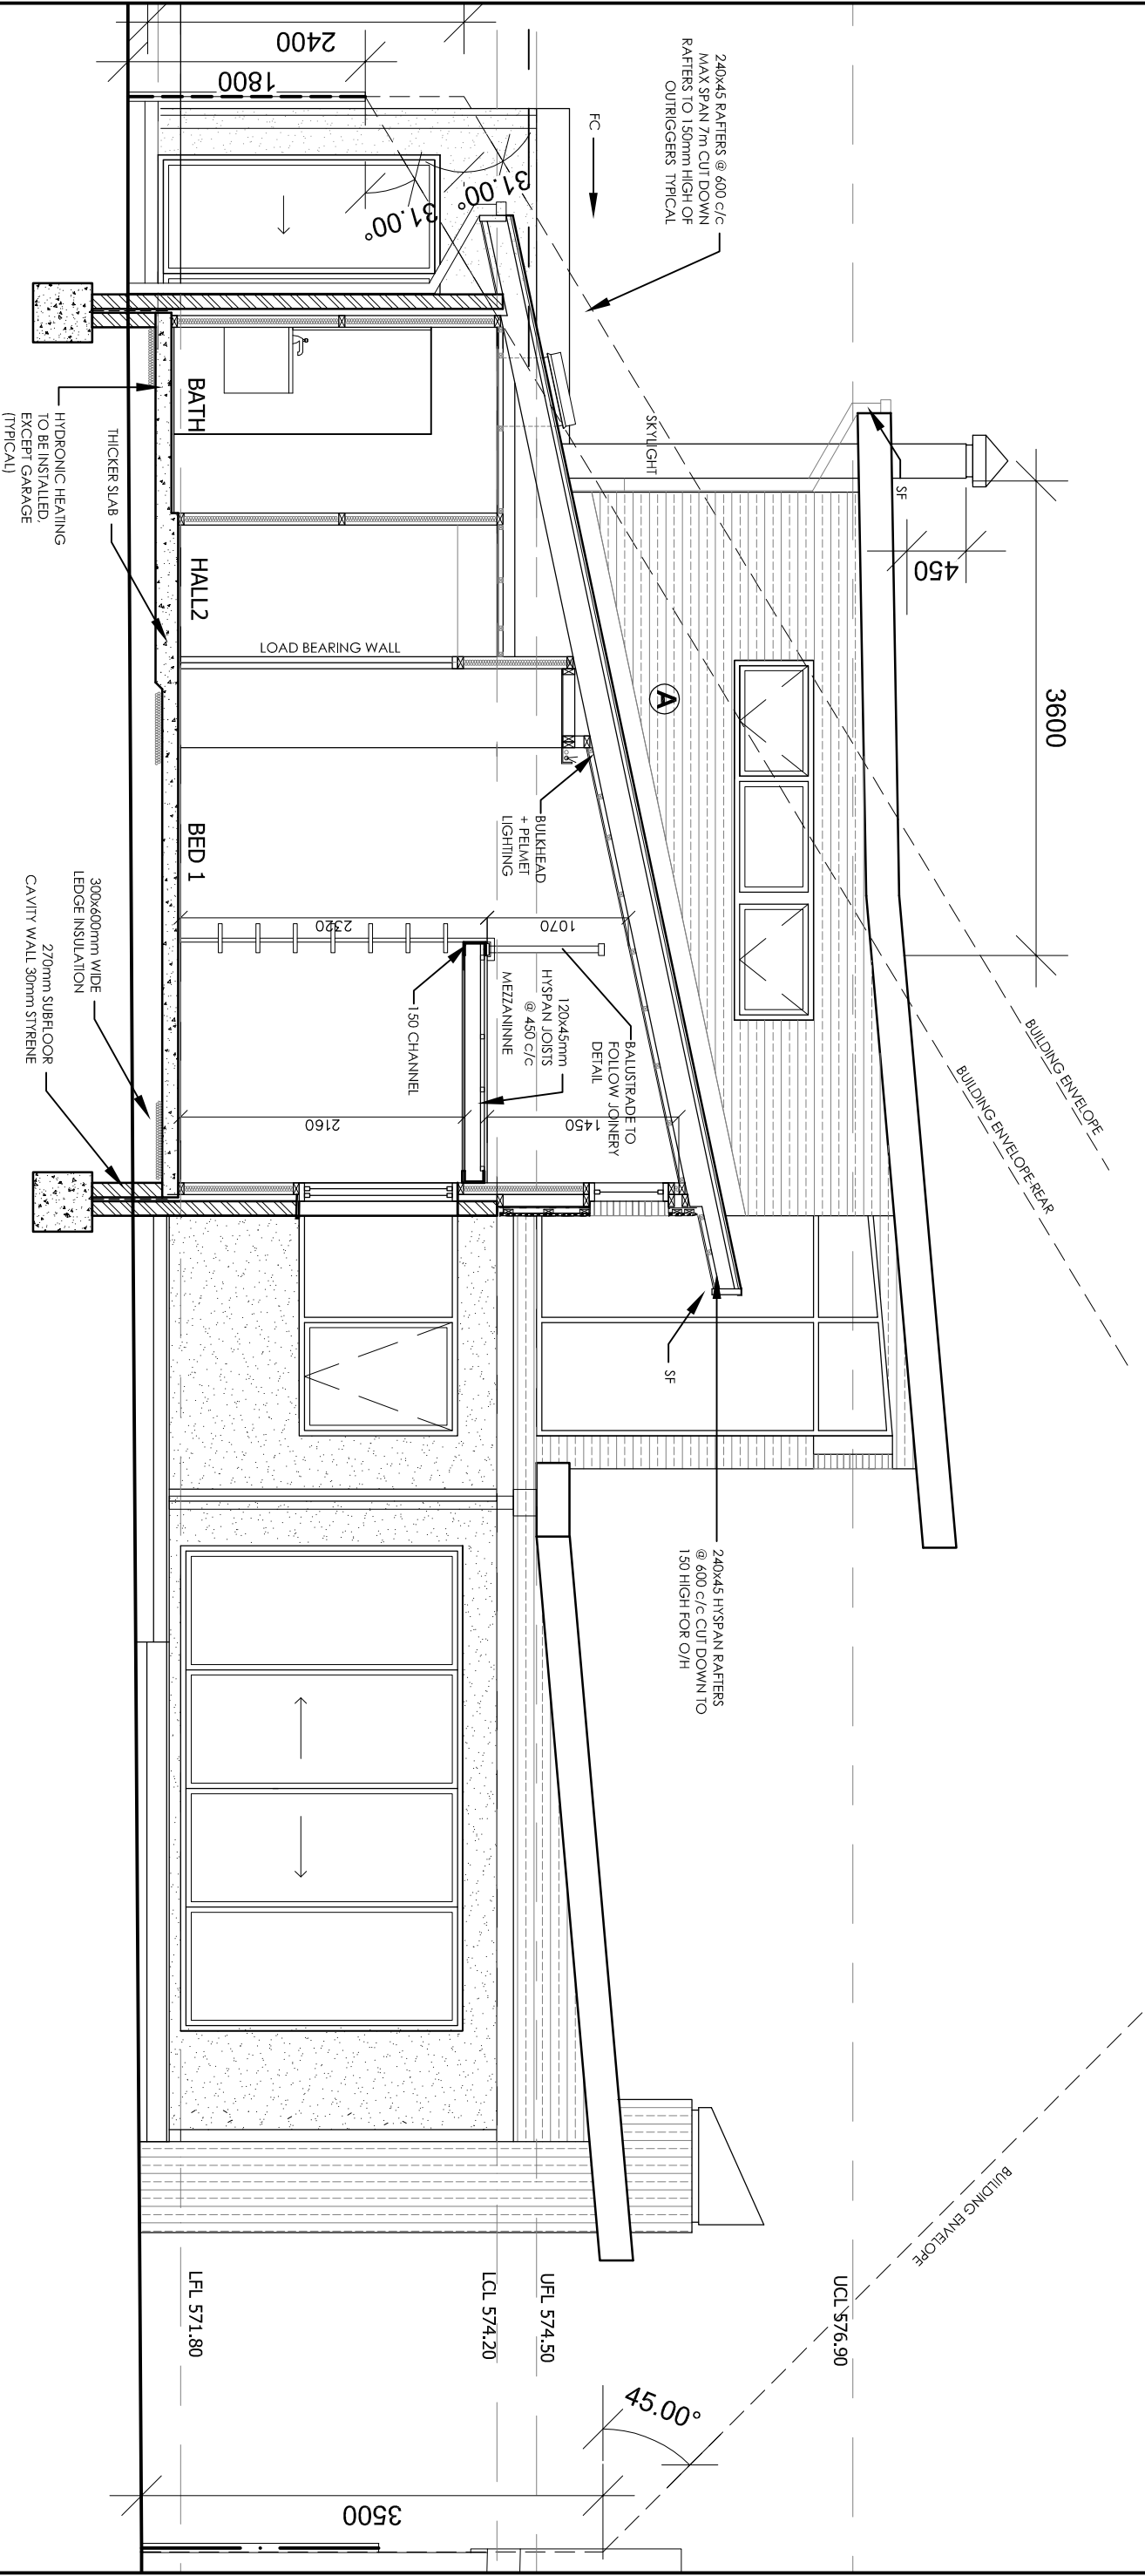 2400
1800
31.00°
31.00°
240x45 RAFTERS @ 600 c/c
MAX SPAN 7m CUT DOWN
RAFTERS TO 150mm HIGH OF
OUTRIGGERS TYPICAL
FC
SKYLIGHT
SF
450
3600
A
BUILDING ENVELOPE
BUILDING ENVELOPE-REAR
BATH
HALL2
BED 1
LOAD BEARING WALL
HYDRONIC HEATING
TO BE INSTALLED,
EXCEPT GARAGE
(TYPICAL)
THICKER SLAB
BULKHEAD
+ PELMET
LIGHTING
2320
1070
BALUSTRADE TO
FOLLOW JOINERY
DETAIL
120x45mm
HYSPAN JOISTS
@ 450 c/c
MEZZANINNE
150 CHANNEL
2160
1450
300x600mm WIDE
LEDGE INSULATION
270mm SUBFLOOR
CAVITY WALL 30mm STYRENE
SF
240x45 HYSPAN RAFTERS
@ 600 c/c CUT DOWN TO
150 HIGH FOR O/H
BUILDING ENVELOPE
UCL 576.90
UFL 574.50
LCL 574.20
LFL 571.80
45.00°
3500